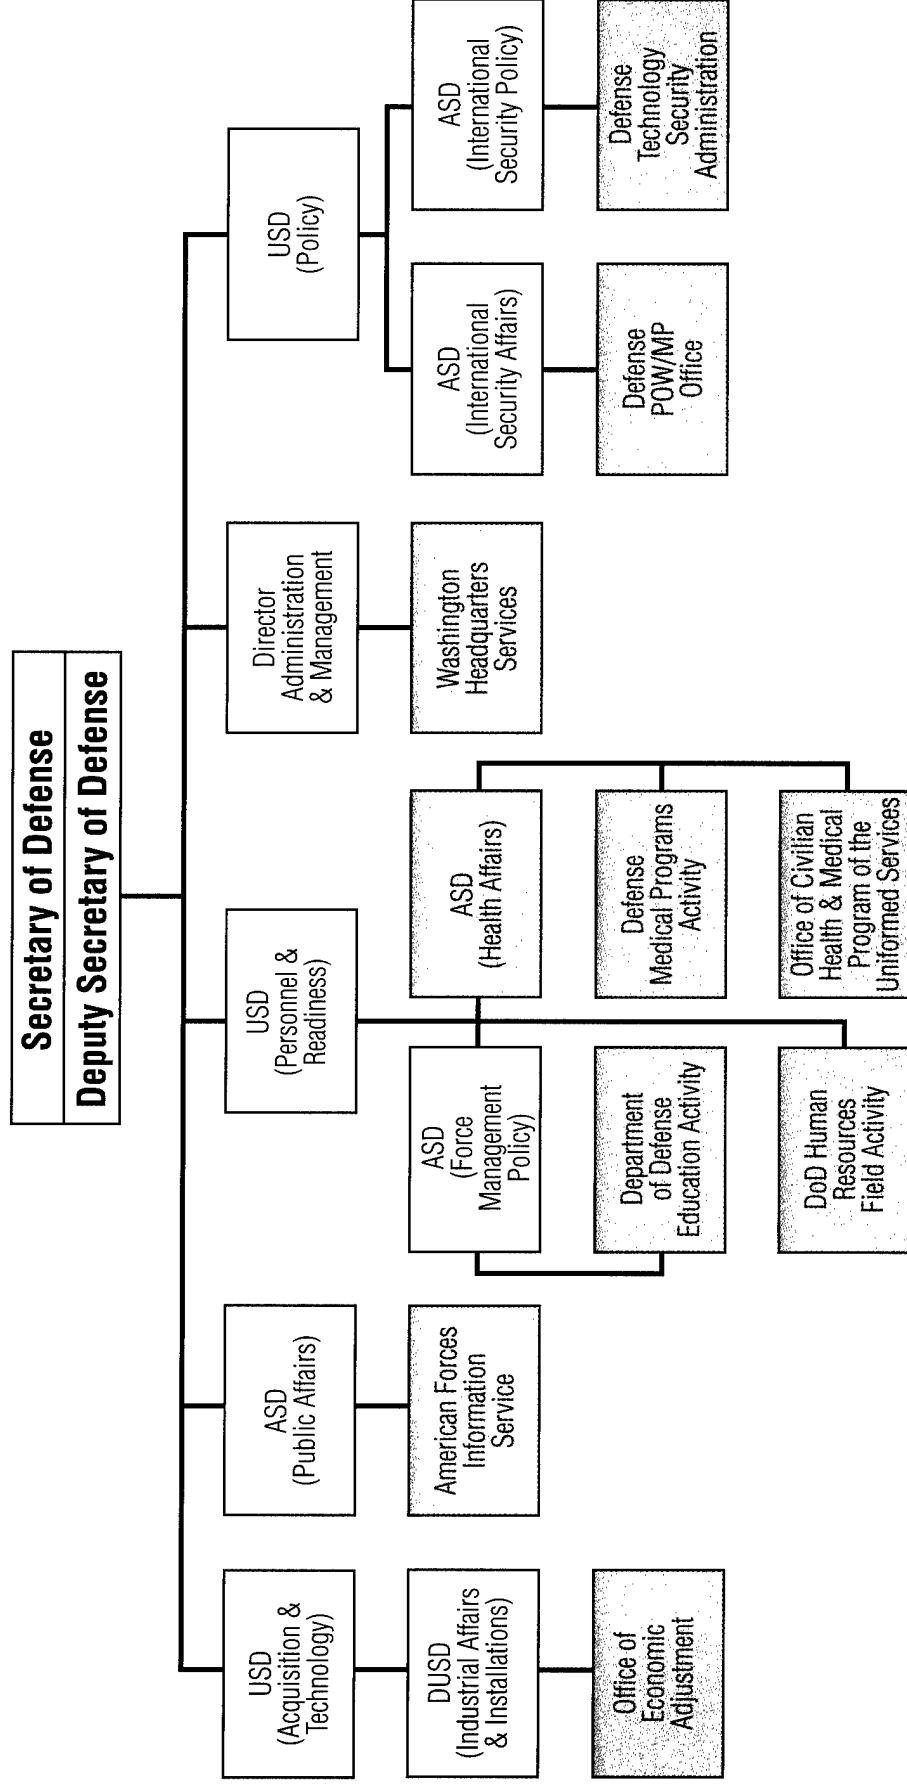 Secretary of Defense
Deputy Secretary of Defense
USD
(Acquisition &
Technology)
ASD
(Public Affairs)
USD
(Personnel &
Readiness)
Director
Administration
& Management
USD
(Policy)
DUSD
(Industrial Affairs
& Installations)
American Forces
Information
Service
ASD
(Force
Management
Policy)
ASD
(Health Affairs)
Washington
Headquarters
Services
ASD
(International
Security Affairs)
ASD
(International
Security Policy)
Office of
Economic
Adjustment
Department
of Defense
Education Activity
Defense
Medical Programs
Activity
Defense
POW/MP
Office
Defense
Technology
Security
Administration
DoD Human
Resources
Field Activity
Office of Civilian
Health & Medical
Program of the
Uniformed Services